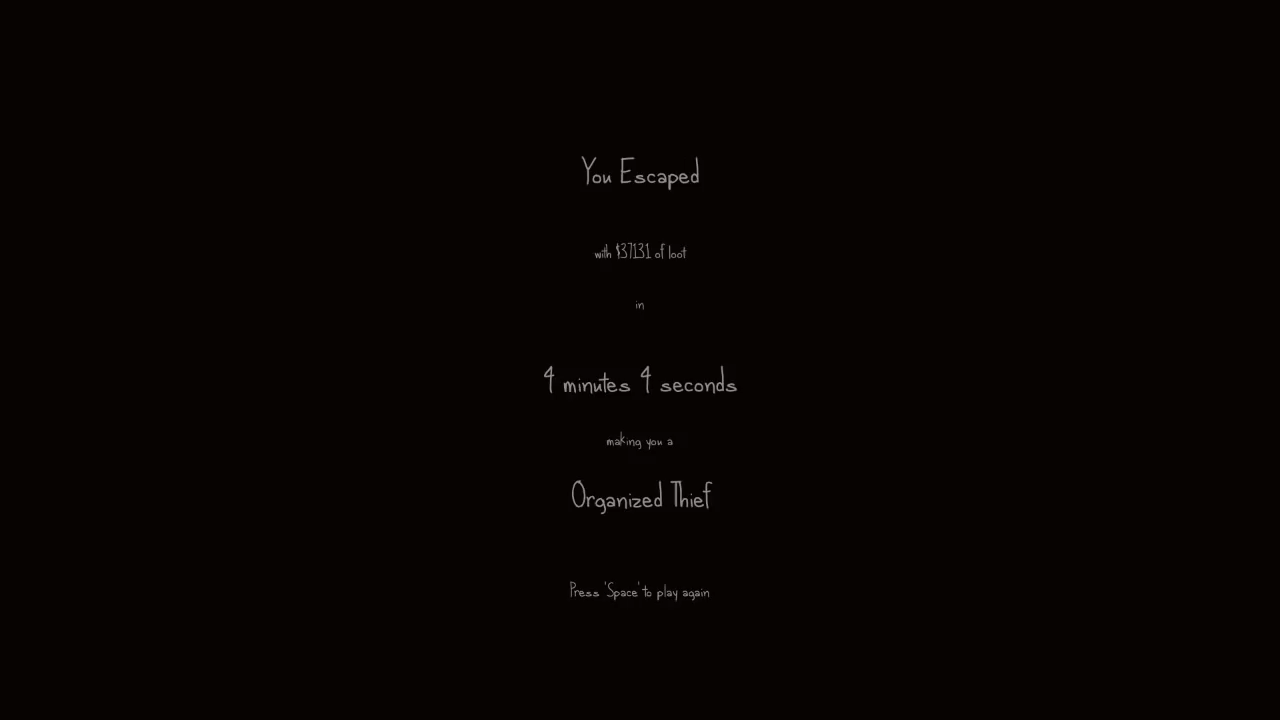 You Escaped
with $37131 of loot
in
4 minutes 4 seconds
making you a
Organized Thief
Press 'Space' to play again